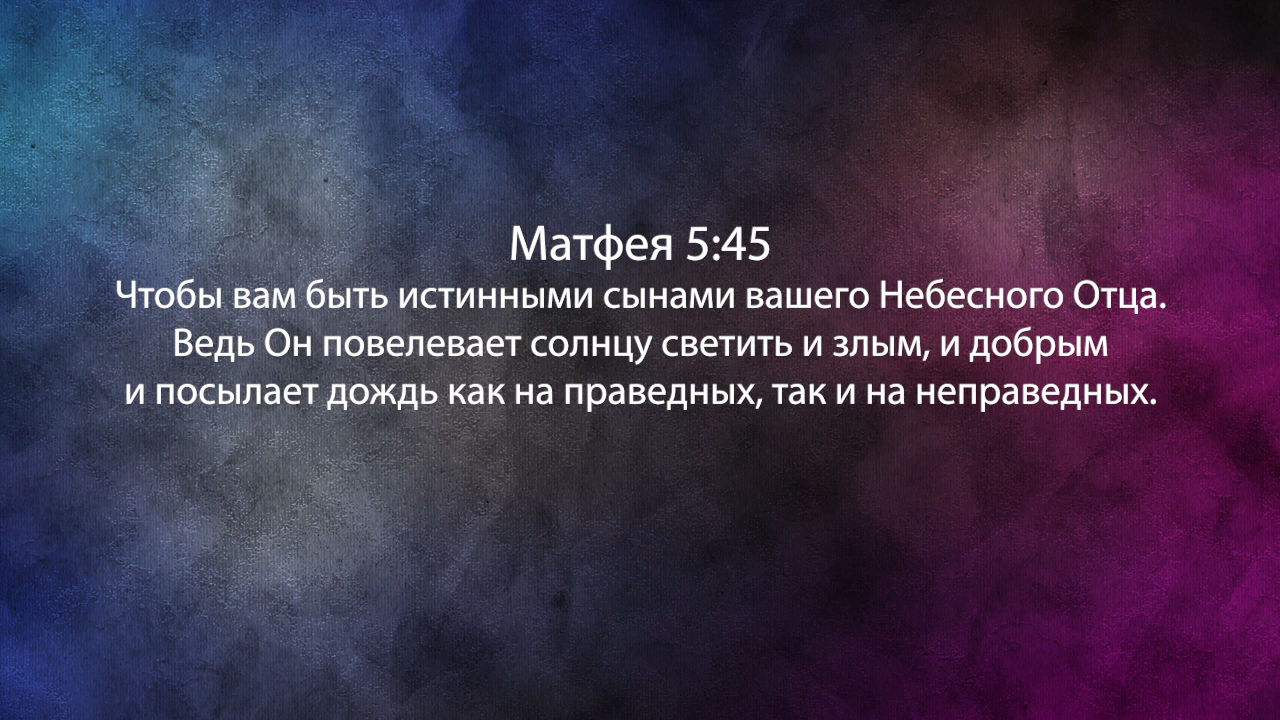 Матфея 5:45
Чтобы вам быть истинными сынами вашего Небесного Отца.
Ведь Он повелевает солнцу светить и злым, и добрым
и посылает дождь как на праведных, так и на неправедных.